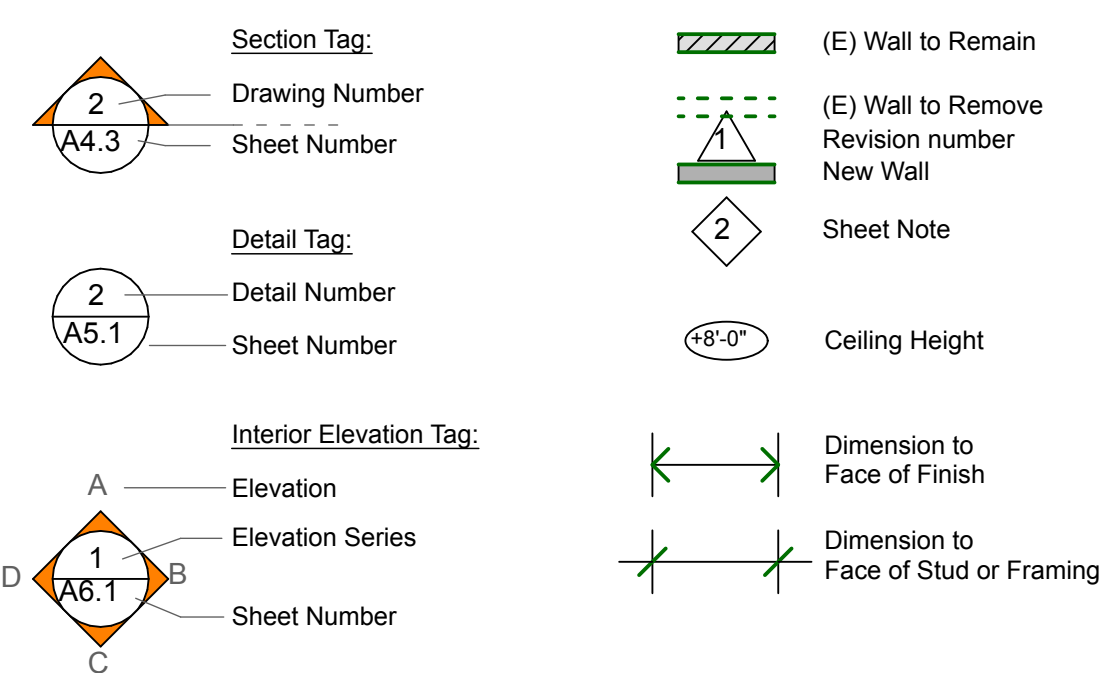 Section Tag:
2
Drawing Number
A4.3
Sheet Number
Detail Tag:
2
Detail Number
A5.1
Sheet Number
Interior Elevation Tag:
A
Elevation
1
Elevation Series
D
B
A6.1
Sheet Number
C
(E) Wall to Remain
(E) Wall to Remove
1
Revision number
New Wall
2
Sheet Note
+8'-0"
Ceiling Height
Dimension to
Face of Finish
Dimension to
Face of Stud or Framing